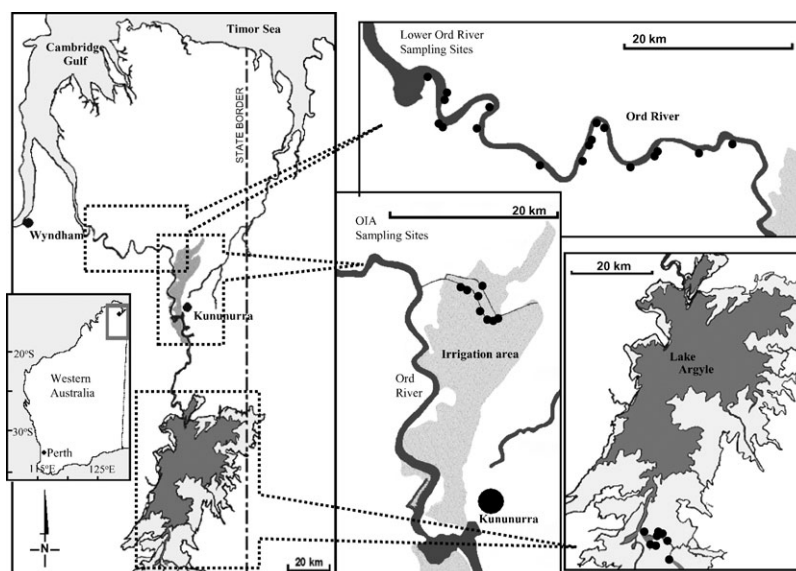 Timor Sea
Cambridge
Gulf
STATE BORDER
Wyndham
Kununurra
20°S
Western
Australia
30°S
Perth
115°E
125°E
N
20 km
Lower Ord River
Sampling Sites
20 km
Ord River
20 km
OIA
Sampling Sites
Irrigation area
Ord
River
Kununurra
20 km
Lake
Argyle